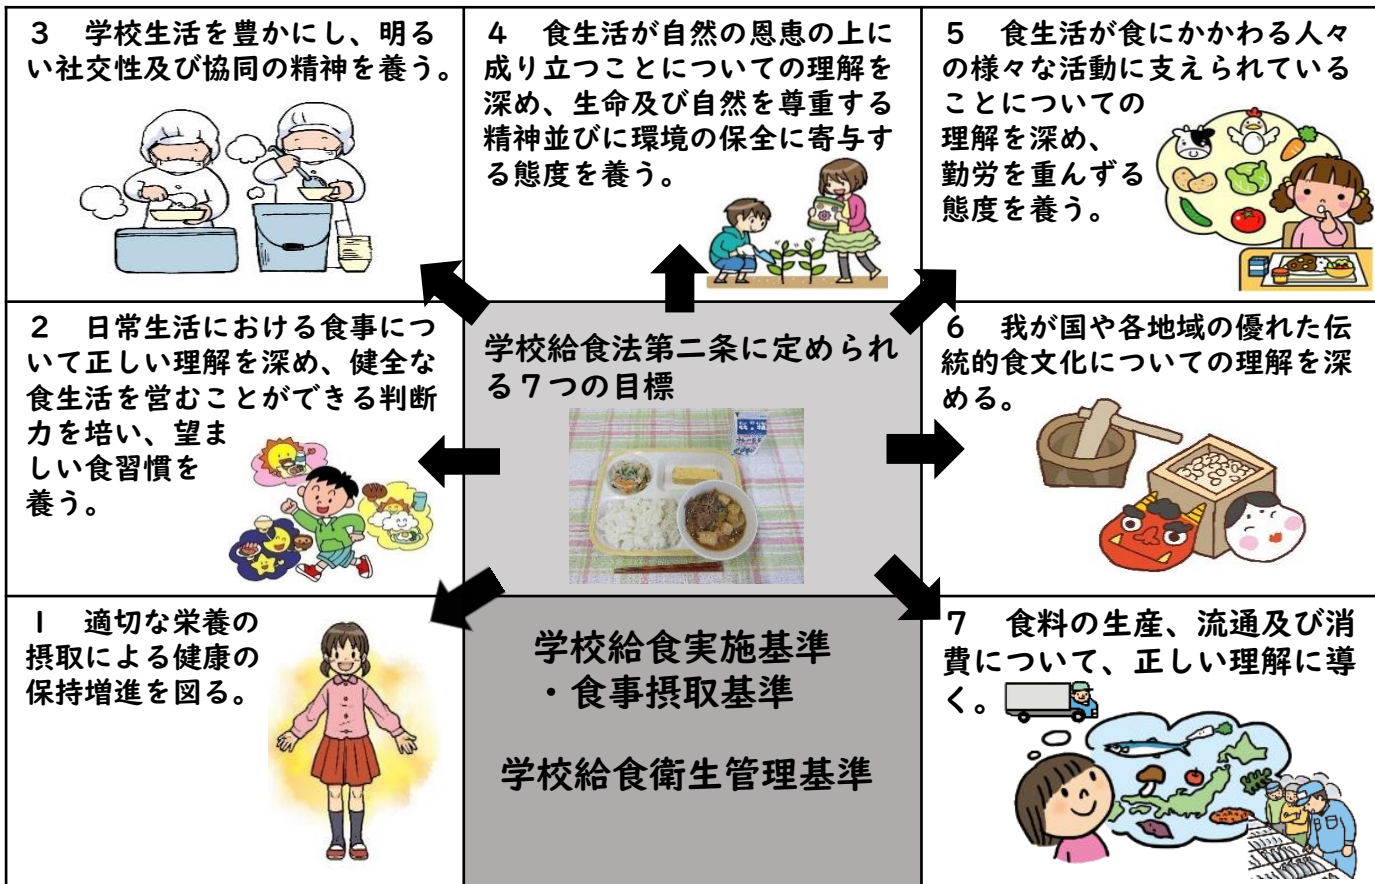 3　学校生活を豊かにし、明る
い社交性及び協同の精神を養う。
4　食生活が自然の恩恵の上に
成り立つことについての理解を
深め、生命及び自然を尊重する
精神並びに環境の保全に寄与す
る態度を養う。
5　食生活が食にかかわる人々
の様々な活動に支えられている
ことについての
理解を深め、
勤労を重んずる
態度を養う。
2　日常生活における食事につ
いて正しい理解を深め、健全な
食生活を営むことができる判断
力を培い、望ま
しい食習慣を
養う。
学校給食法第二条に定められ
る7つの目標
6　我が国や各地域の優れた伝
統的食文化についての理解を深
める。
1　適切な栄養の
摂取による健康の
保持増進を図る。
学校給食実施基準
・食事摂取基準
学校給食衛生管理基準
7　食料の生産、流通及び消
費について、正しい理解に導
く。